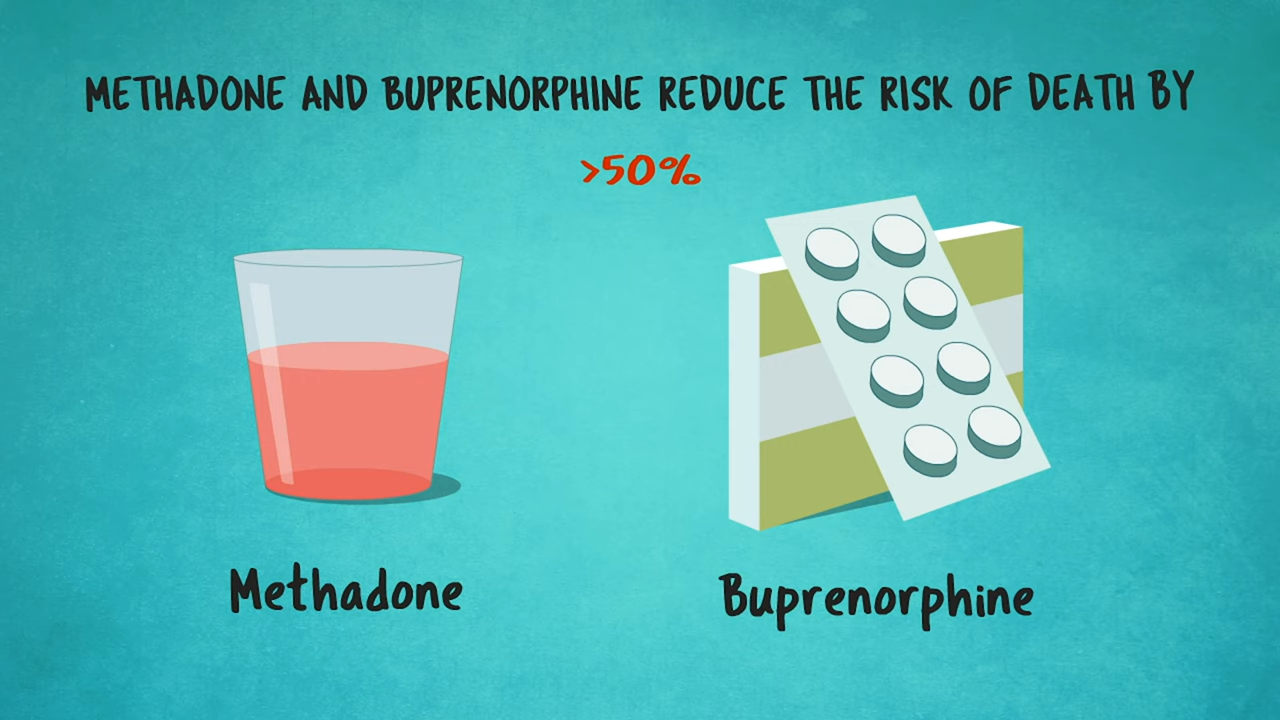 METHADONE AND BUPRENORPHINE REDUCE THE RISK OF DEATH BY
>50%
Methadone
Buprenorphine